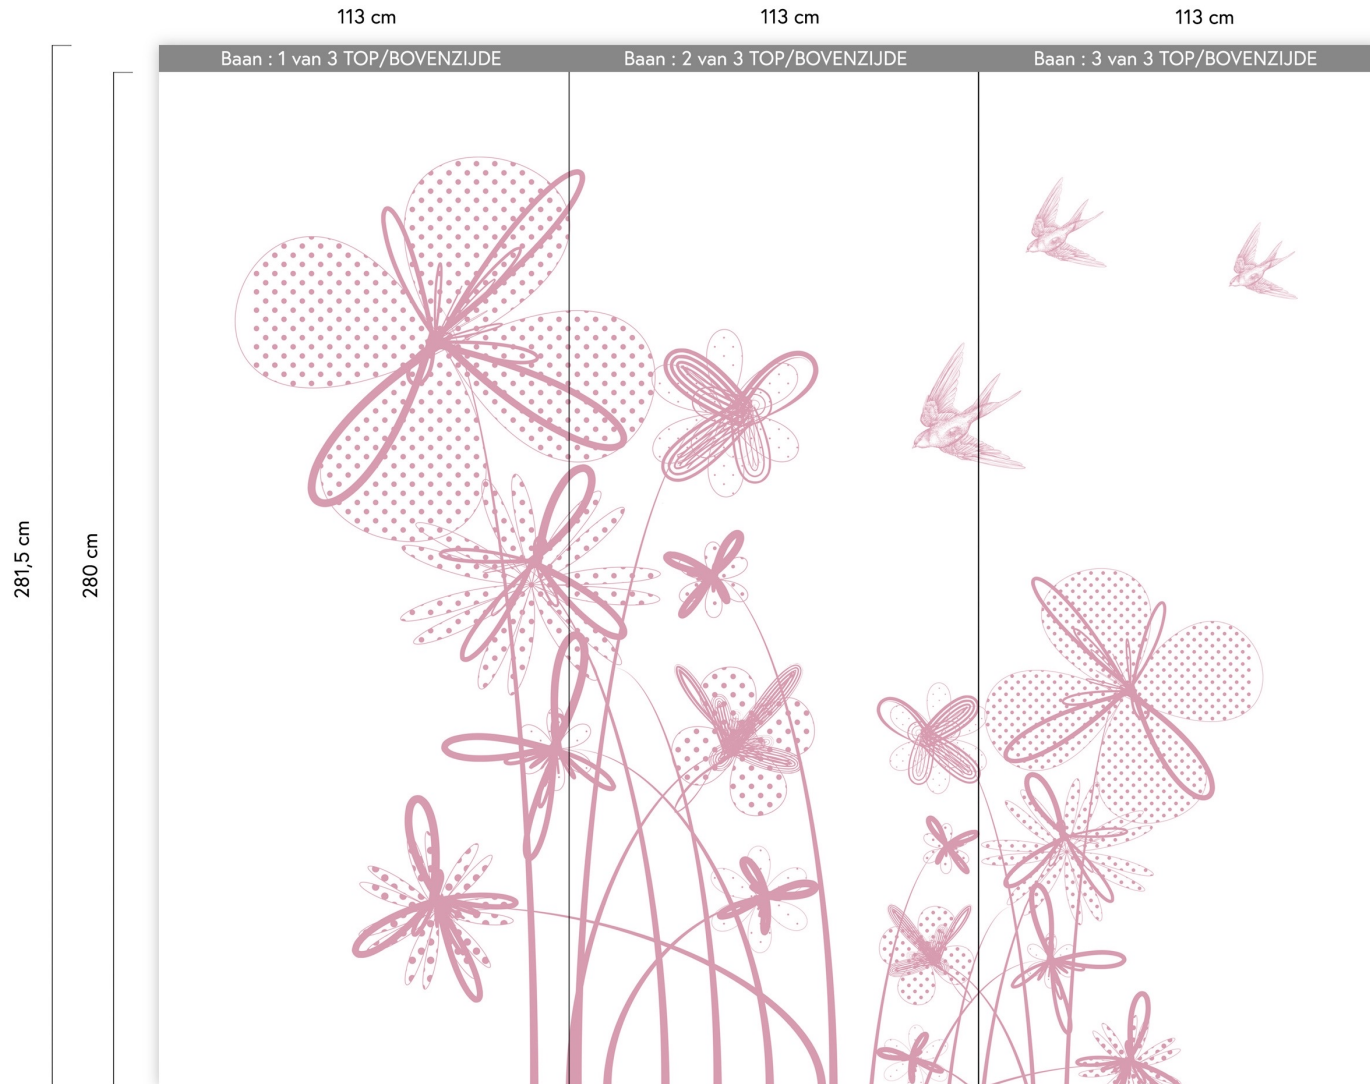 113 cm
113 cm
113 cm
Baan : 1 van 3 TOP/BOVENZIJDE
Baan : 2 van 3 TOP/BOVENZIJDE
Baan : 3 van 3 TOP/BOVENZIJDE
281,5 cm
280 cm